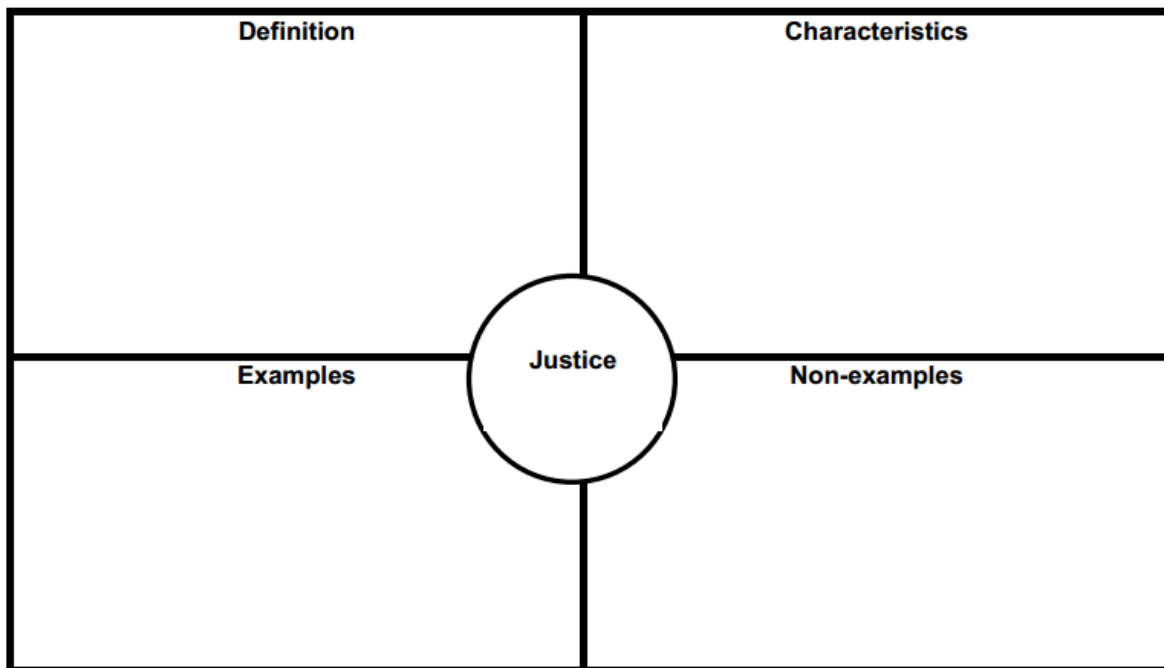 Definition
Characteristics
Justice
Examples
Non-examples